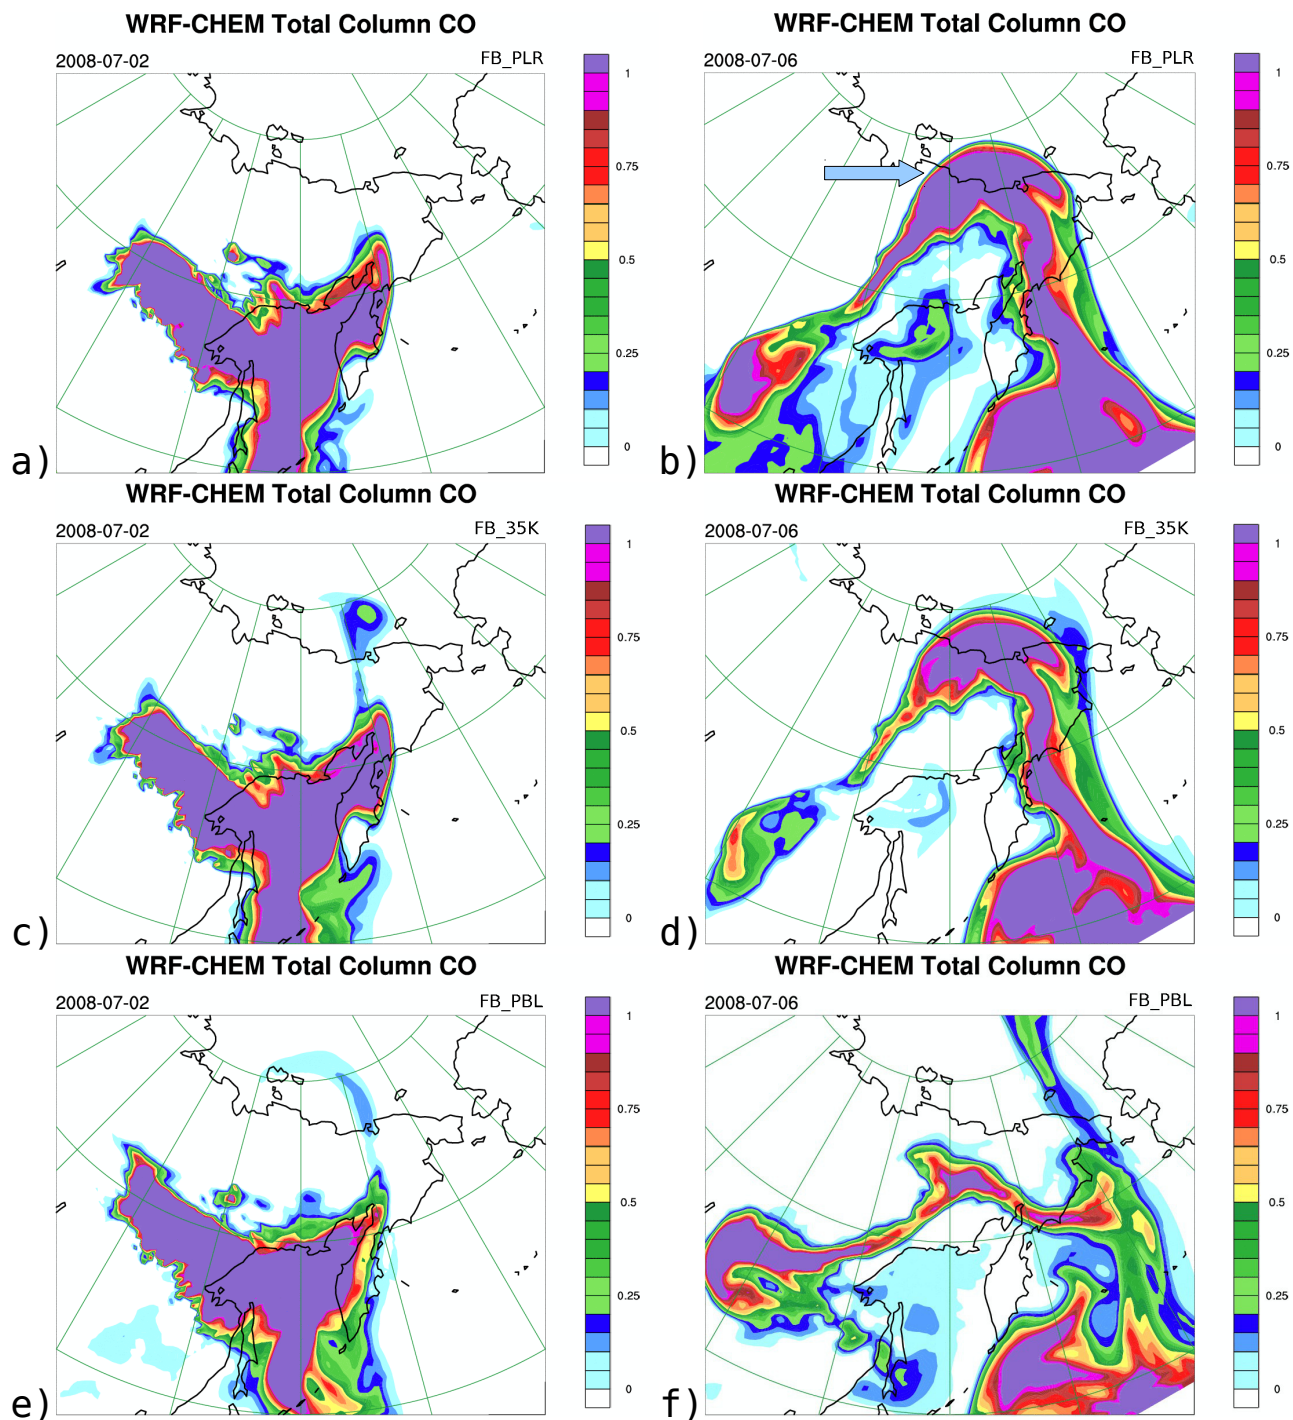 WRF-CHEM Total Column CO
WRF-CHEM Total Column CO
2008-07-02 FB_PLR
2008-07-06 FB_PLR
1
0.75
0.5
0.25
0
1
0.75
0.5
0.25
0
a)
b)
WRF-CHEM Total Column CO
WRF-CHEM Total Column CO
2008-07-02 FB_35K
2008-07-06 FB_35K
1
0.75
0.5
0.25
0
1
0.75
0.5
0.25
0
c)
d)
WRF-CHEM Total Column CO
WRF-CHEM Total Column CO
2008-07-02 FB_PBL
2008-07-06 FB_PBL
1
0.75
0.5
0.25
0
1
0.75
0.5
0.25
0
e)
f)